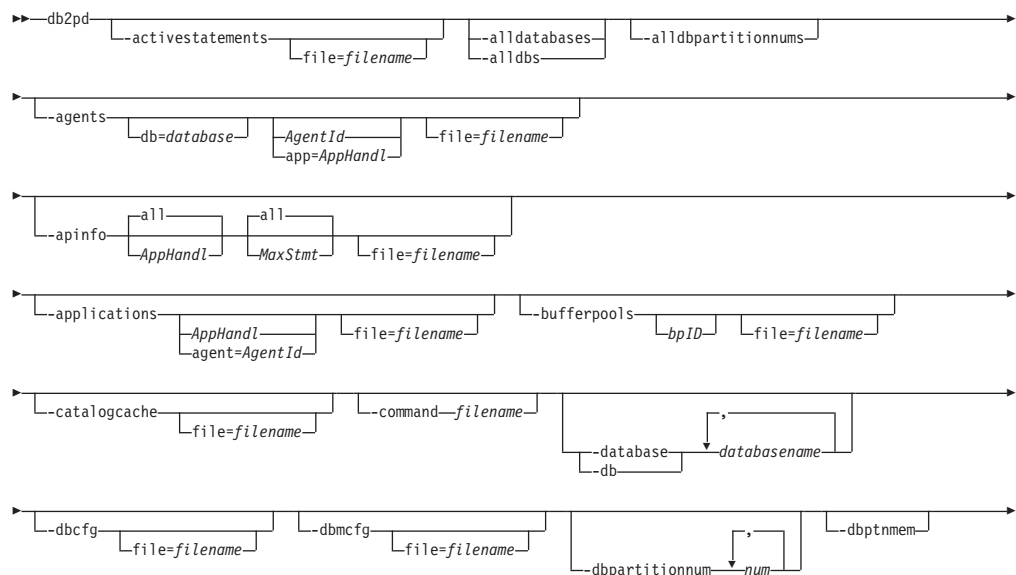 db2pd -activestatements file=filename -alldatabases -alldbs -alldbpartitionnums
-agents db=database AgentId app=AppHandl file=filename
-apinfo all AppHandl all MaxStmt file=filename
-applications AppHandl agent=AgentId file=filename -bufferpools bpID file=filename
-catalogcache file=filename -command filename -database -db , databasename
-dbcfg file=filename -dbmcfg file=filename -dbpartitionnum , num -dbptnmem